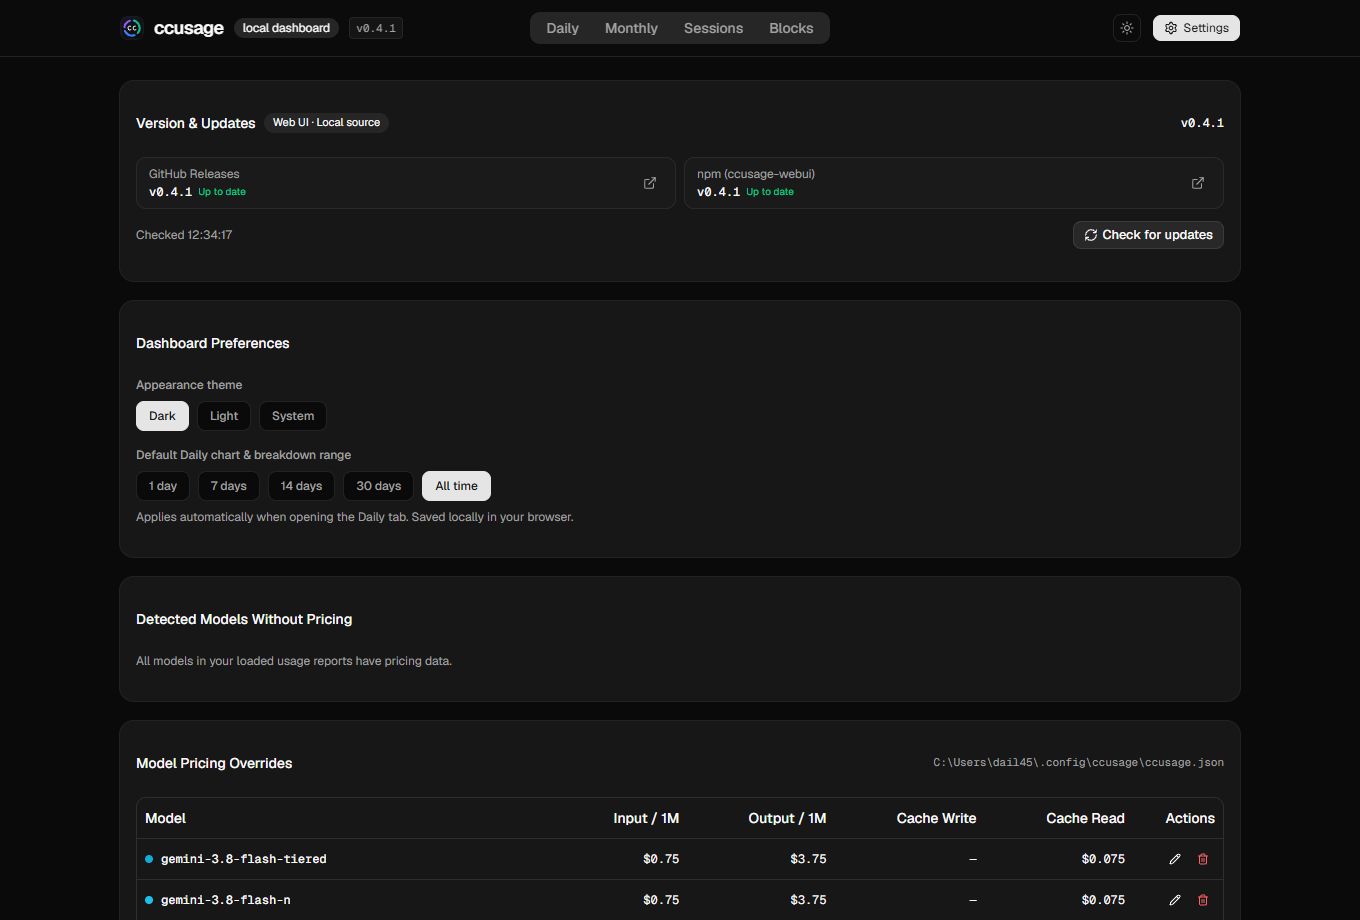 CC ccusage local dashboard v0.4.1 Daily Monthly Sessions Blocks Settings
Version & Updates Web UI · Local source v0.4.1
GitHub Releases
v0.4.1 Up to date
npm (ccusage-webui)
v0.4.1 Up to date
Checked 12:34:17 Check for updates
Dashboard Preferences
Appearance theme
Dark Light System
Default Daily chart & breakdown range
1 day 7 days 14 days 30 days All time
Applies automatically when opening the Daily tab. Saved locally in your browser.
Detected Models Without Pricing
All models in your loaded usage reports have pricing data.
Model Pricing Overrides C:\Users\dail45\.config\ccusage\ccusage.json
Model Input / 1M Output / 1M Cache Write Cache Read Actions
gemini-3.8-flash-tiered $0.75 $3.75 — $0.075
gemini-3.8-flash-n $0.75 $3.75 — $0.075